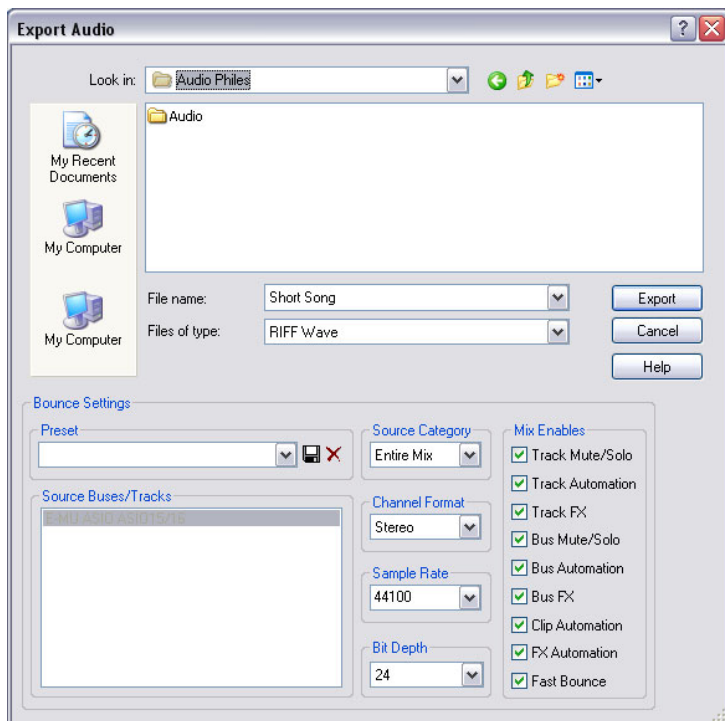 Export Audio
?
Look in: Audio Philes
Audio
My Recent
Documents
My Computer
My Computer
File name: Short Song
Files of type: RIFF Wave
Export
Cancel
Help
Bounce Settings
Preset
Source Buses/Tracks
E-MU ASIO ASIO15/16
Source Category
Entire Mix
Channel Format
Stereo
Sample Rate
44100
Bit Depth
24
Mix Enables
Track Mute/Solo
Track Automation
Track FX
Bus Mute/Solo
Bus Automation
Bus FX
Clip Automation
FX Automation
Fast Bounce